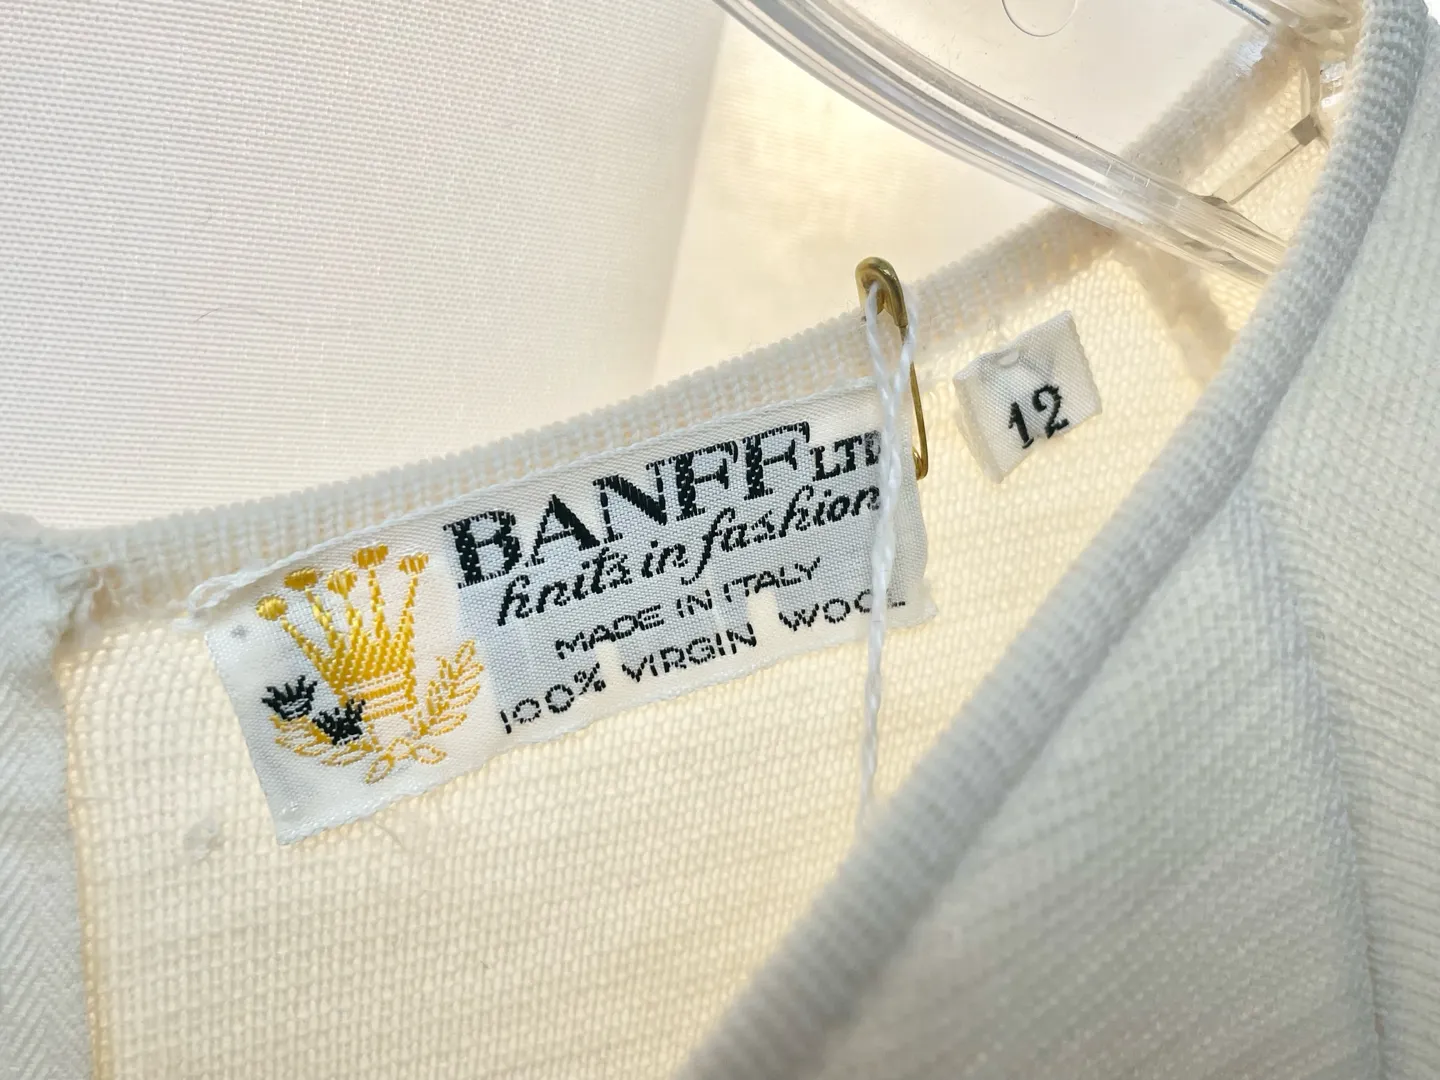 BANFF LTD
knits in fashion
MADE IN ITALY
100% VIRGIN WOOL
12